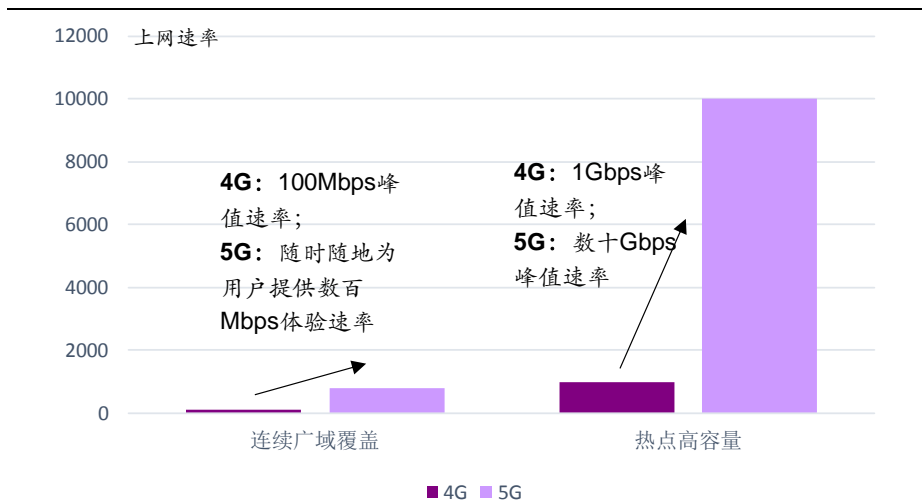 上网速率
12000
10000
8000
6000
4000
2000
0
4G：100Mbps峰
值速率；
5G：随时随地为
用户提供数百
Mbps体验速率
4G：1Gbps峰
值速率；
5G：数十Gbps
峰值速率
连续广域覆盖
热点高容量
4G
5G